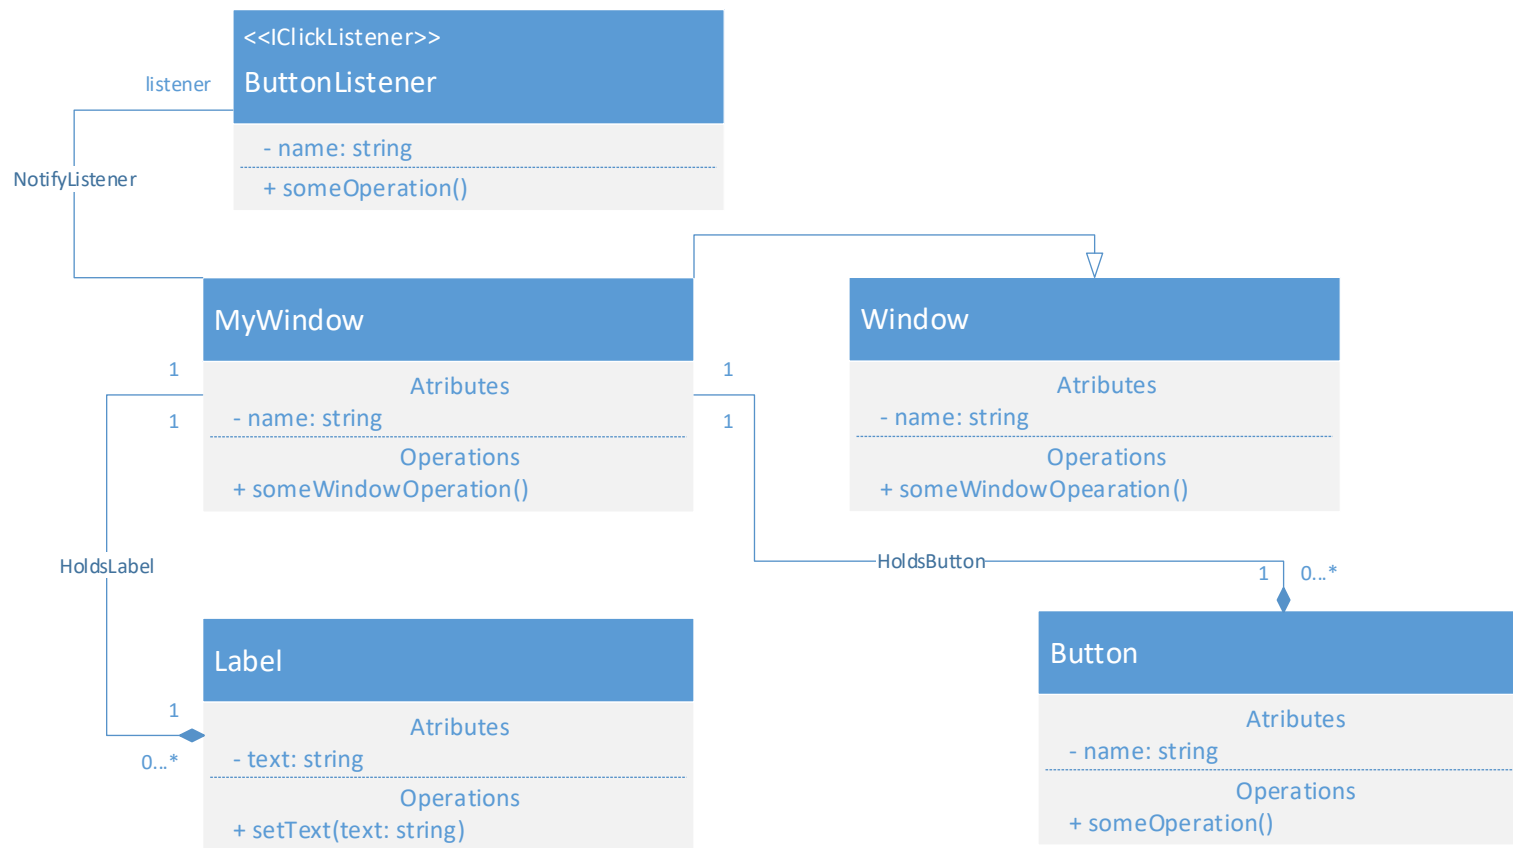 <<IClickListener>>
ButtonListener
listener
- name: string
+ someOperation()
NotifyListener
MyWindow
Atributes
- name: string
Operations
+ someWindowOperation()
Window
Atributes
- name: string
Operations
+ someWindowOpearation()
1
1
1
1
HoldsLabel
HoldsButton
1
0...*
Label
Atributes
- text: string
Operations
+ setText(text: string)
1
0...*
Button
Atributes
- name: string
Operations
+ someOperation()